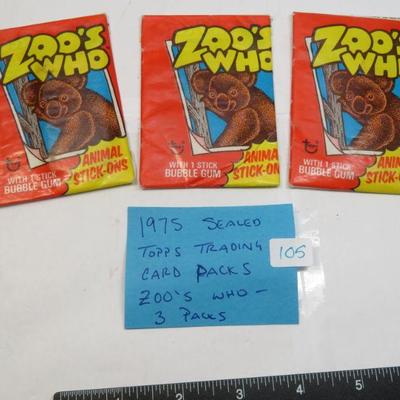 ZOO'S
WHO
WITH 1 STICK
BUBBLE GUM
ANIMAL
STICK-ONS
ZOO'S
WHO
WITH 1 STICK
BUBBLE GUM
ANIMA
STICK-ON
ZOO'S
WHO
WITH 1 STICK
BUBBLE GUM
ANIMAL
STICK-ONS
1975 SEALED
TOPPS TRADING
CARD PACKS
ZOO'S WHO -
3 PACKS
105
1 2 3 4 5